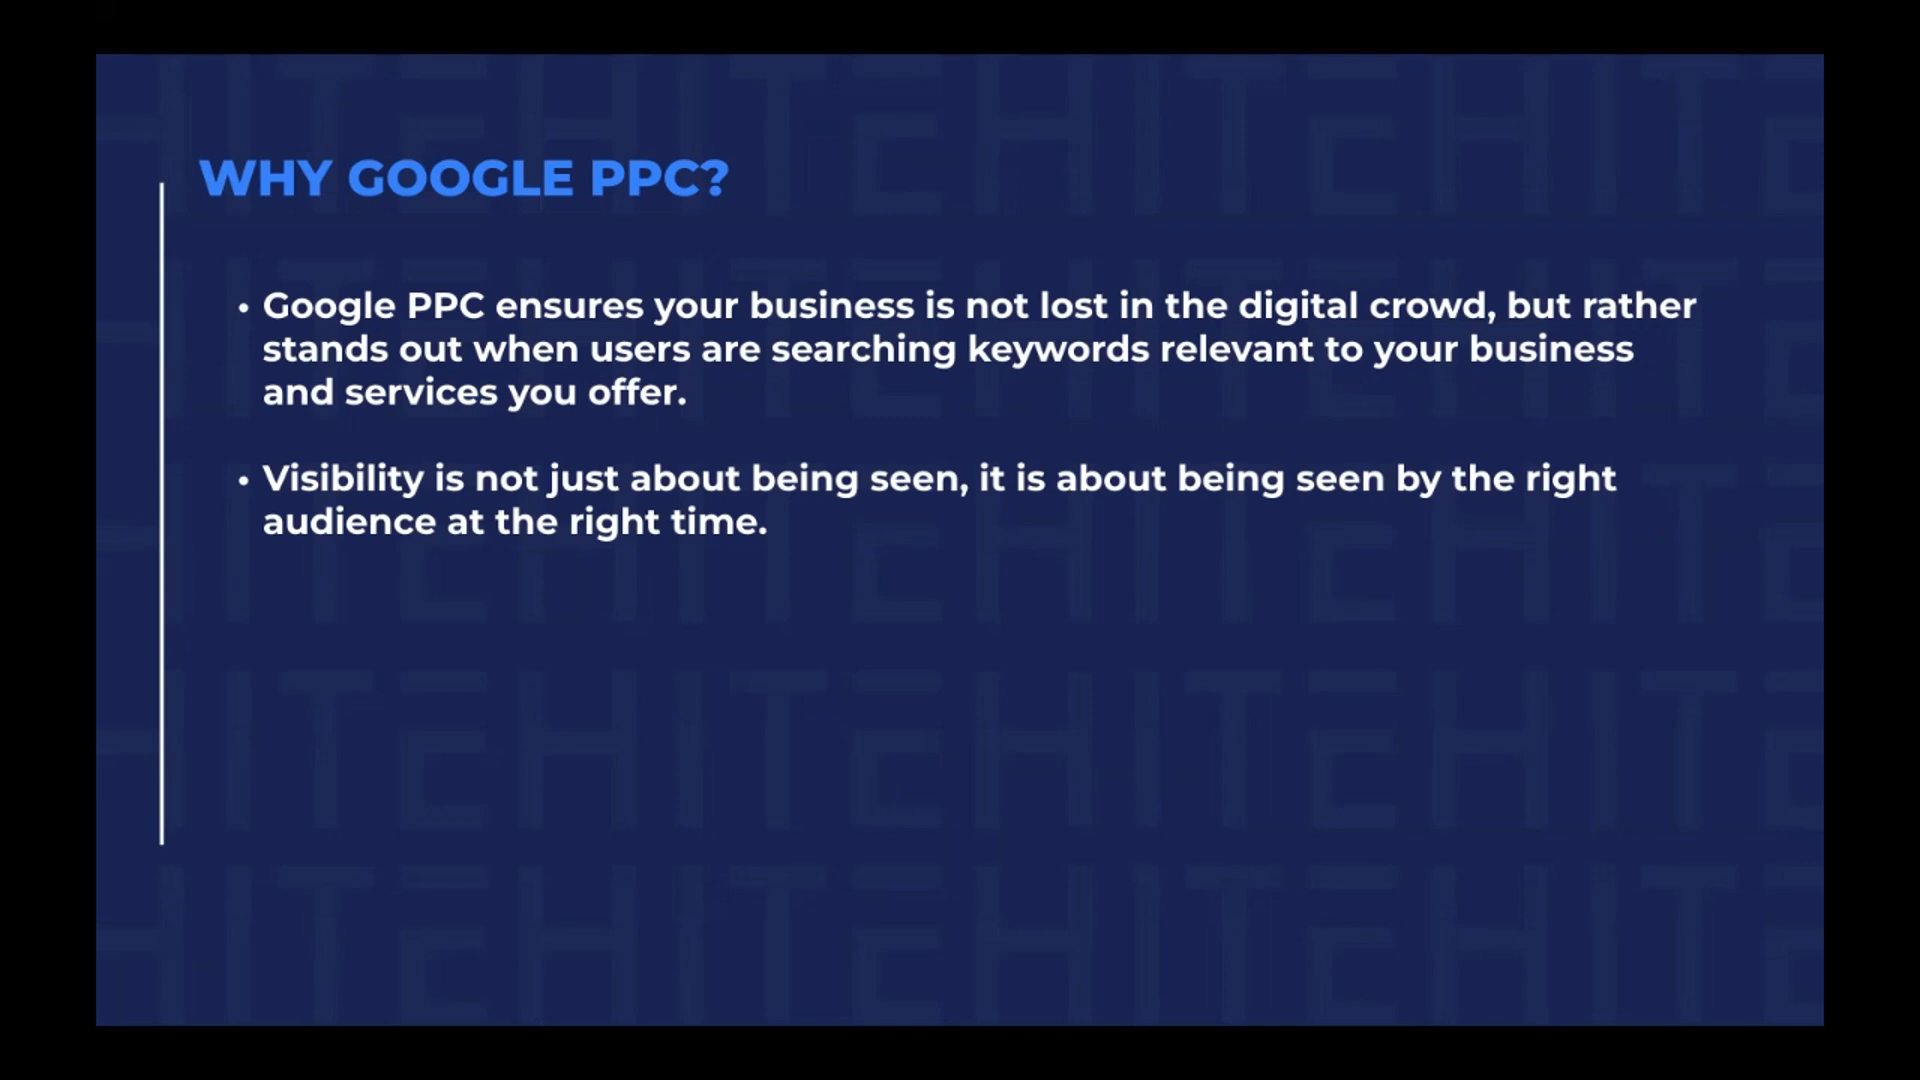 WHY GOOGLE PPC?
• Google PPC ensures your business is not lost in the digital crowd, but rather
stands out when users are searching keywords relevant to your business
and services you offer.
• Visibility is not just about being seen, it is about being seen by the right
audience at the right time.